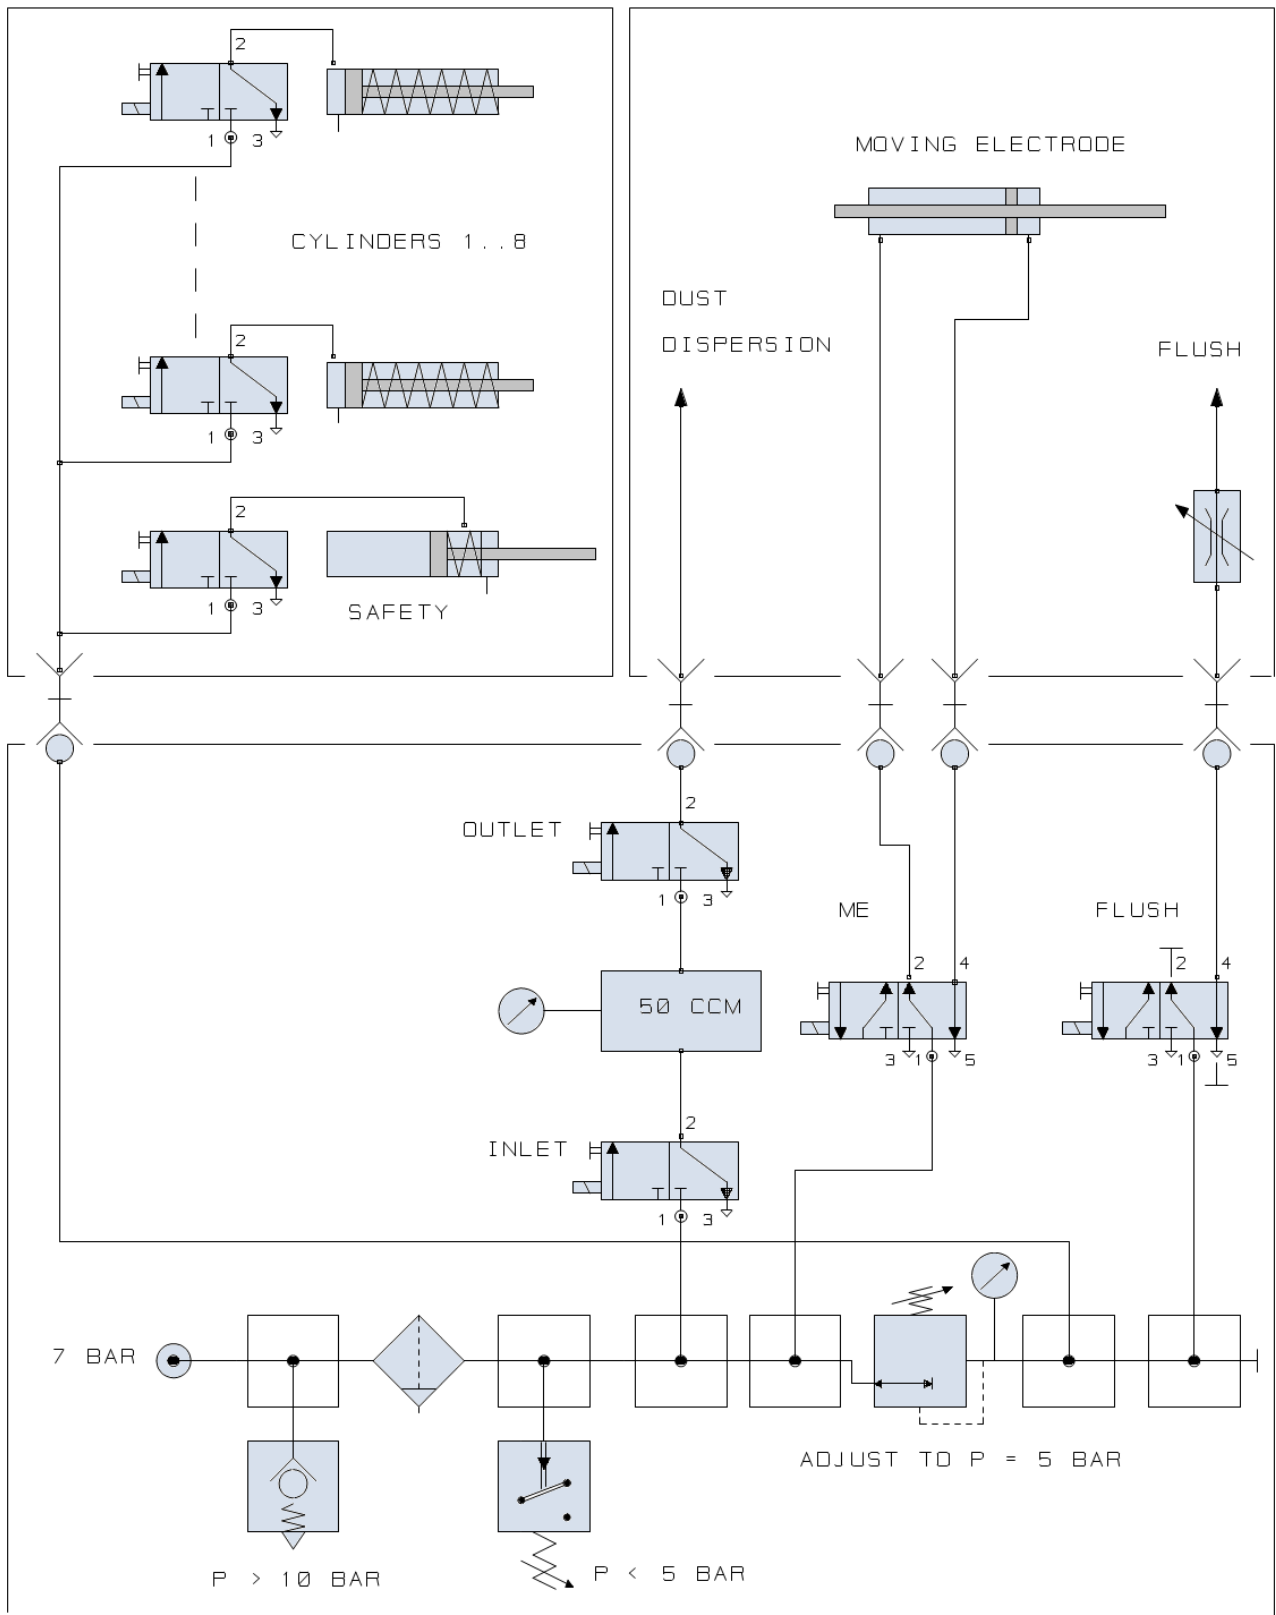 2
1 3
CYLINDERS 1..8
2
1 3
2
1 3
SAFETY
MOVING ELECTRODE
DUST
DISPERSION
FLUSH
2
OUTLET
1 3
ME
FLUSH
2 4
2 4
50 CCM
3 1 5
3 1 5
2
INLET
1 3
7 BAR
ADJUST TO P = 5 BAR
P > 10 BAR
P < 5 BAR